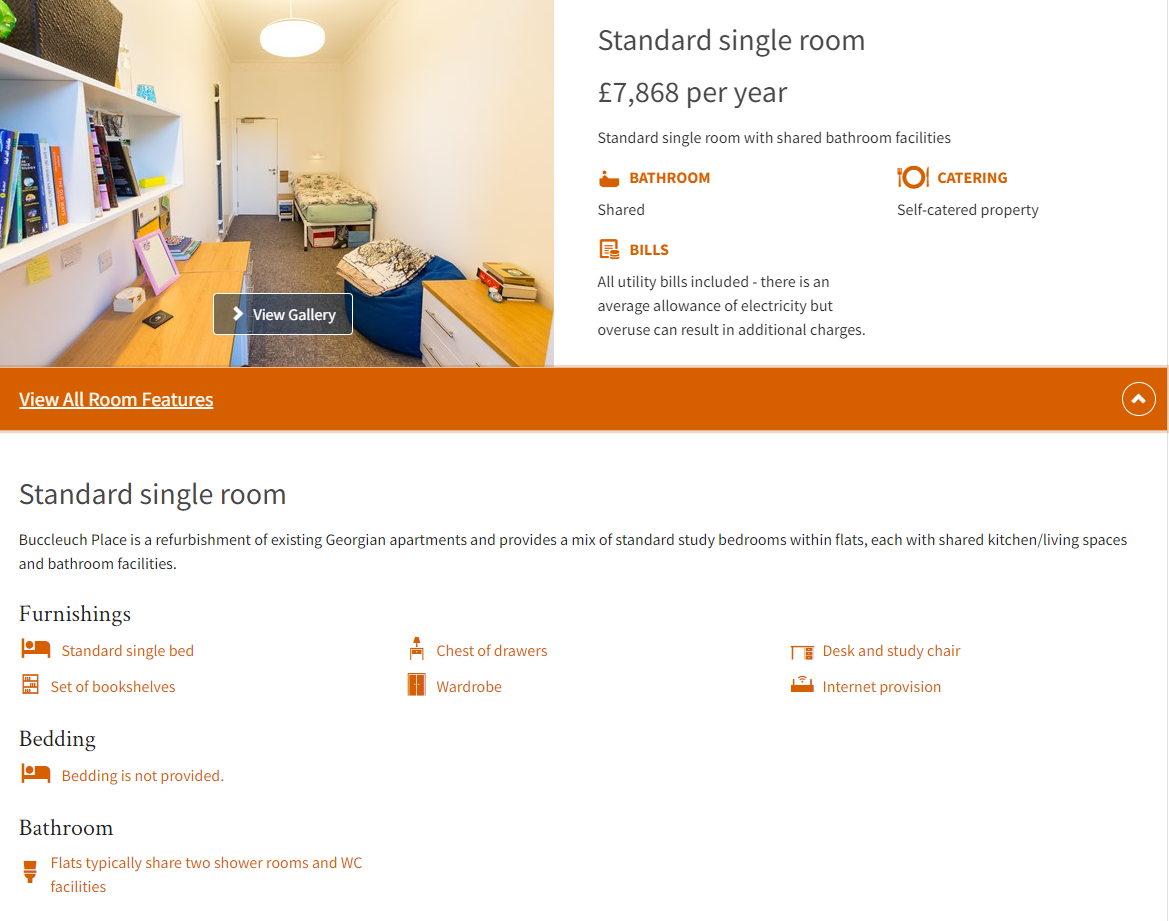 Standard single room
£7,868 per year
Standard single room with shared bathroom facilities
BATHROOM
Shared
CATERING
Self-catered property
BILLS
All utility bills included - there is an
average allowance of electricity but
overuse can result in additional charges.
View Gallery
View All Room Features
Standard single room
Buccleuch Place is a refurbishment of existing Georgian apartments and provides a mix of standard study bedrooms within flats, each with shared kitchen/living spaces
and bathroom facilities.
Furnishings
Standard single bed
Chest of drawers
Desk and study chair
Set of bookshelves
Wardrobe
Internet provision
Bedding
Bedding is not provided.
Bathroom
Flats typically share two shower rooms and WC
facilities